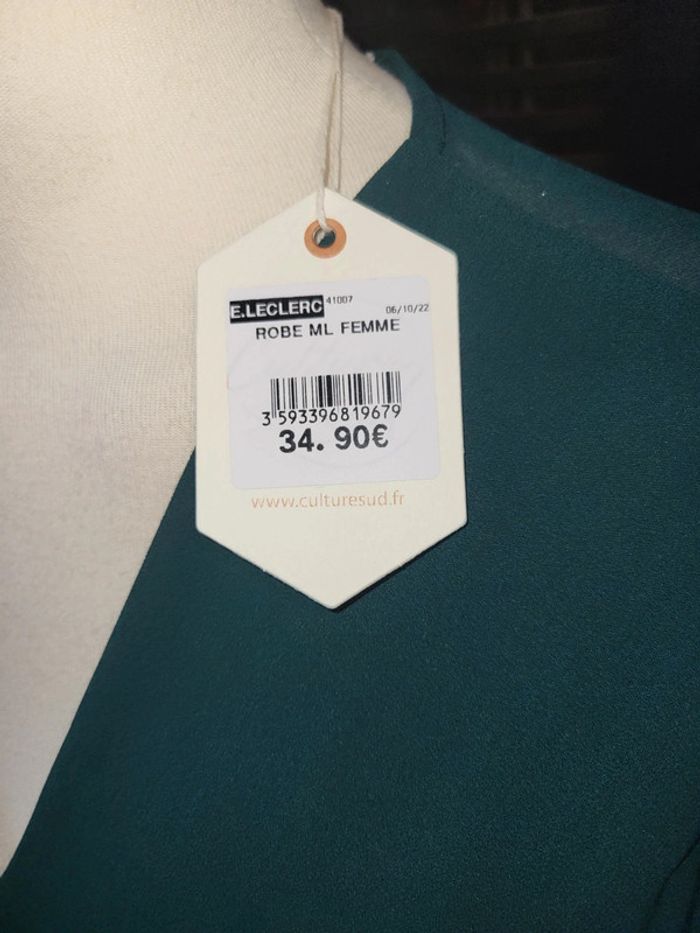 E.LECLERC 41007 06/10/22
ROBE ML FEMME
3 593396 819679
34. 90€
www.culturesud.fr